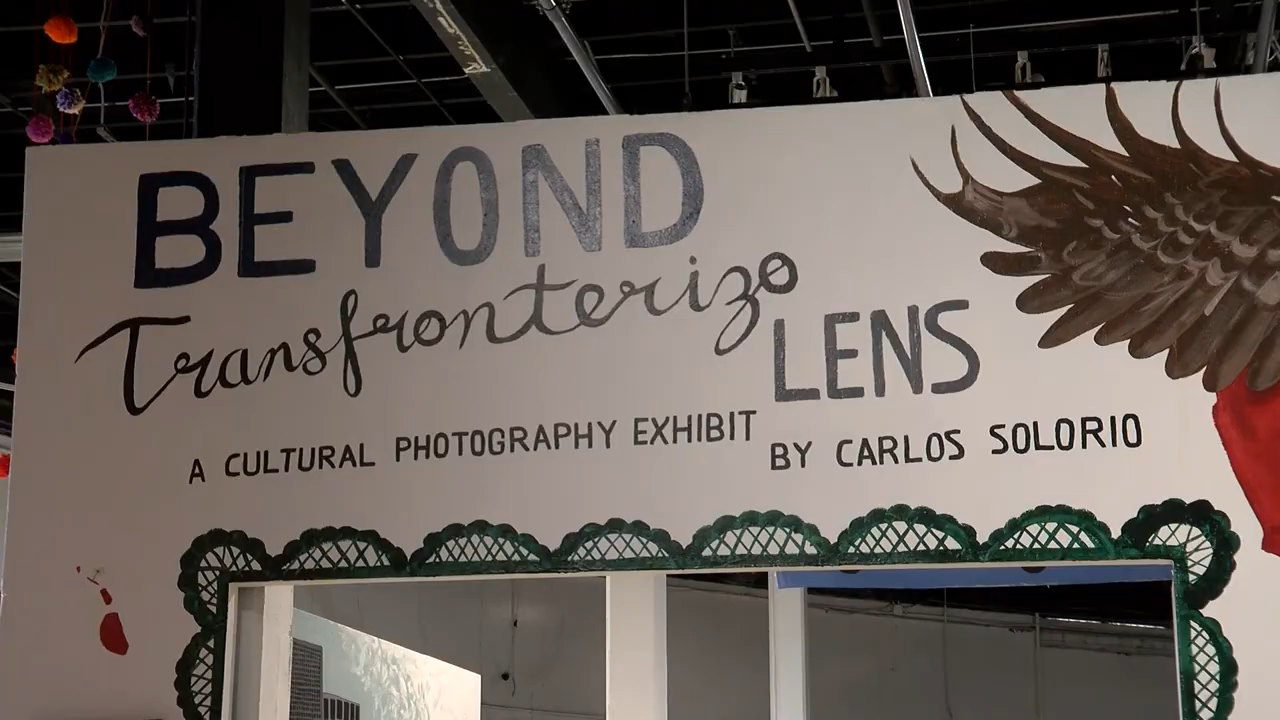 BEYOND
Transfronterizo
LENS
A CULTURAL PHOTOGRAPHY EXHIBIT BY CARLOS SOLORIO